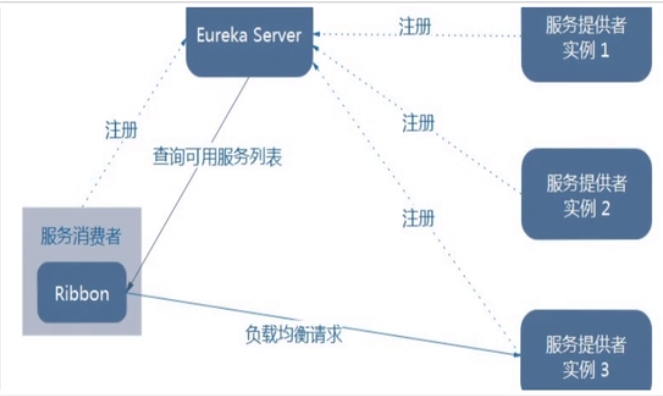 Eureka Server
注册
服务提供者
实例 1
注册
注册
查询可用服务列表
服务提供者
实例 2
注册
服务消费者
Ribbon
负载均衡请求
服务提供者
实例 3